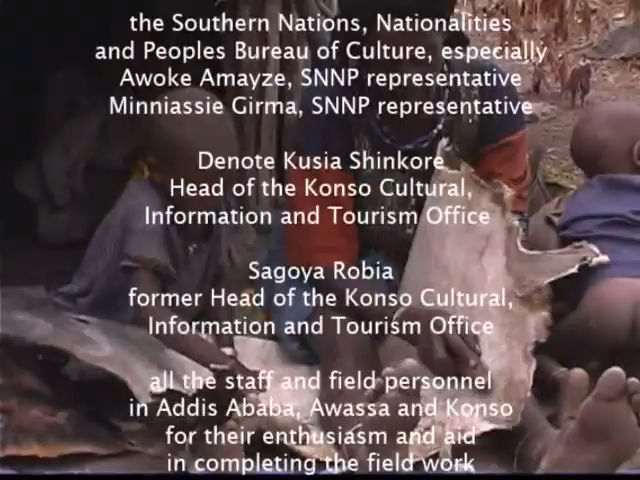 the Southern Nations, Nationalities
and Peoples Bureau of Culture, especially
Awoke Amayze, SNNP representative
Minniassie Girma, SNNP representative
Denote Kusia Shinkore
Head of the Konso Cultural,
Information and Tourism Office
Sagoya Robia
former Head of the Konso Cultural,
Information and Tourism Office
all the staff and field personnel
in Addis Ababa, Awassa and Konso
for their enthusiasm and aid
in completing the field work